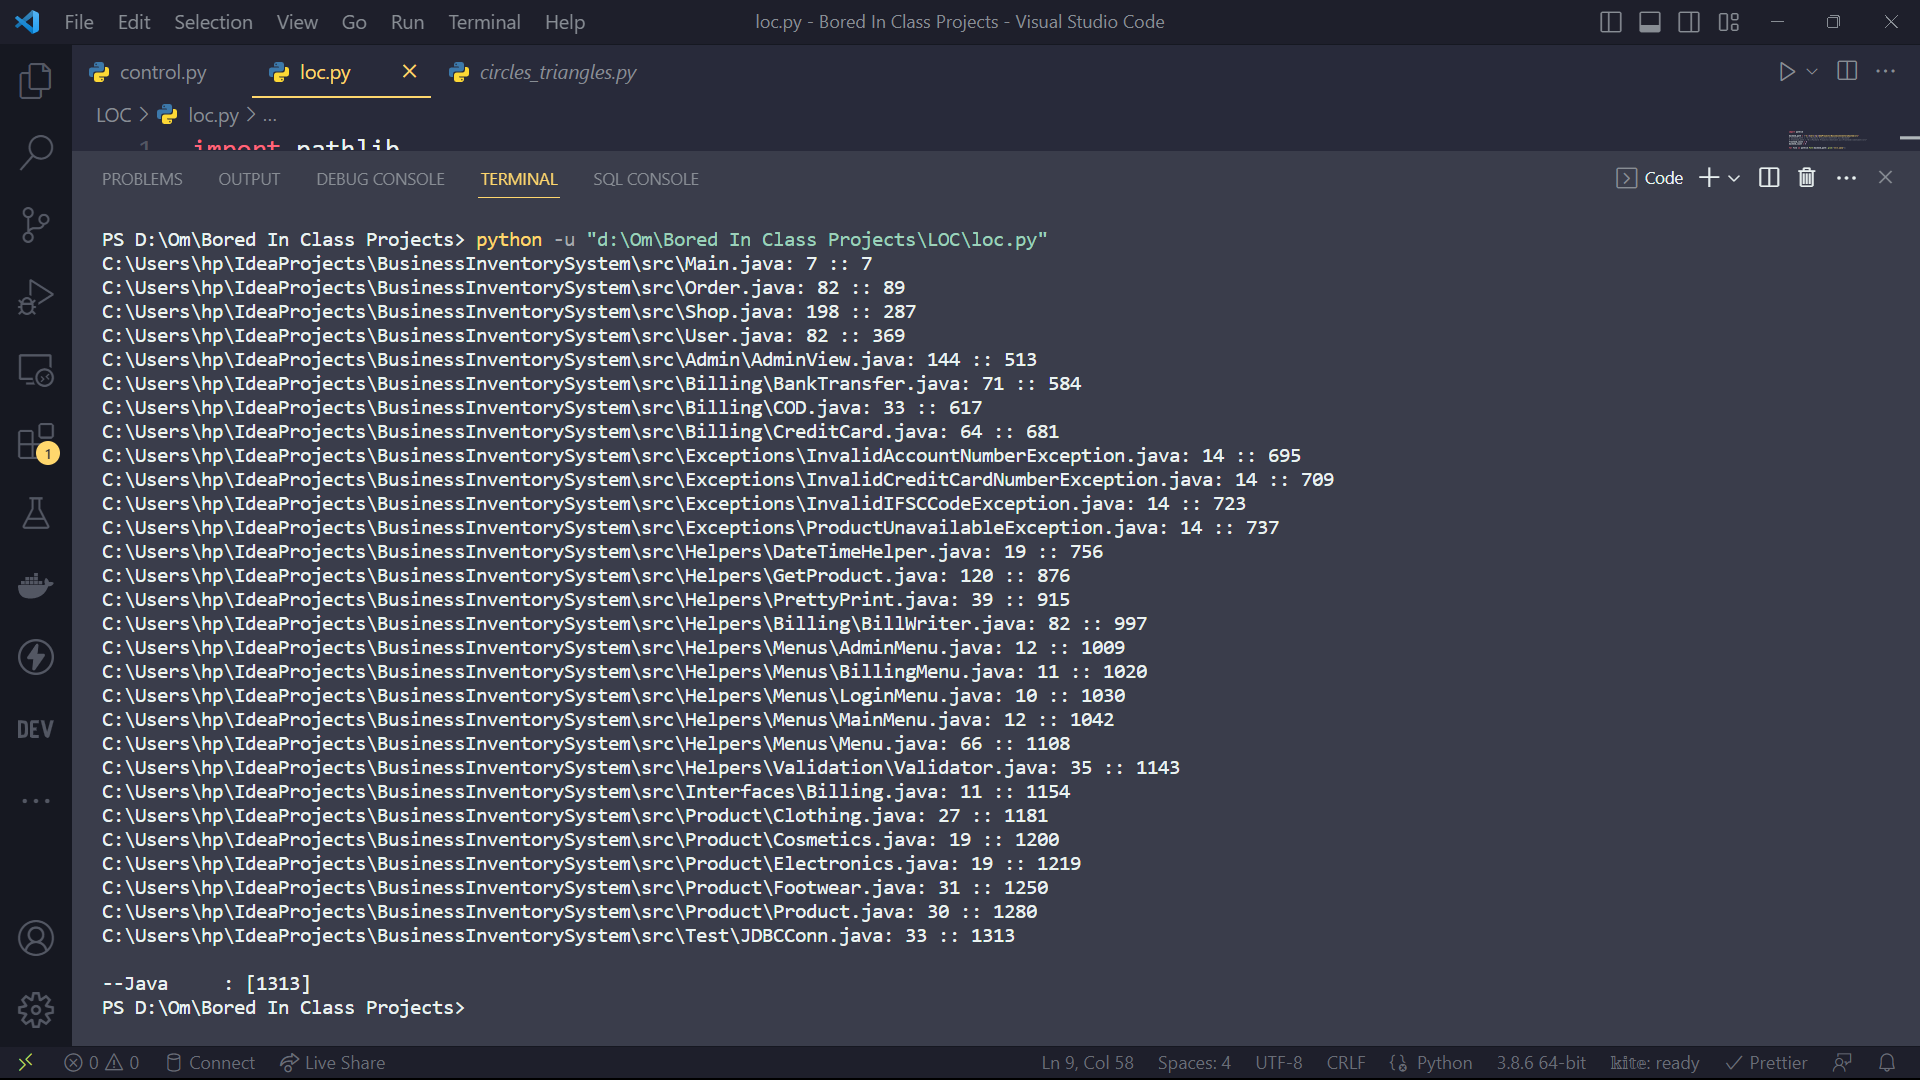 File Edit Selection View Go Run Terminal Help loc.py - Bored In Class Projects - Visual Studio Code
control.py loc.py circles_triangles.py
LOC > loc.py > ...
1 import pathlib
PROBLEMS OUTPUT DEBUG CONSOLE TERMINAL SQL CONSOLE Code
PS D:\Om\Bored In Class Projects> python -u "d:\Om\Bored In Class Projects\LOC\loc.py"
C:\Users\hp\IdeaProjects\BusinessInventorySystem\src\Main.java: 7 :: 7
C:\Users\hp\IdeaProjects\BusinessInventorySystem\src\Order.java: 82 :: 89
C:\Users\hp\IdeaProjects\BusinessInventorySystem\src\Shop.java: 198 :: 287
C:\Users\hp\IdeaProjects\BusinessInventorySystem\src\User.java: 82 :: 369
C:\Users\hp\IdeaProjects\BusinessInventorySystem\src\Admin\AdminView.java: 144 :: 513
C:\Users\hp\IdeaProjects\BusinessInventorySystem\src\Billing\BankTransfer.java: 71 :: 584
C:\Users\hp\IdeaProjects\BusinessInventorySystem\src\Billing\COD.java: 33 :: 617
C:\Users\hp\IdeaProjects\BusinessInventorySystem\src\Billing\CreditCard.java: 64 :: 681
C:\Users\hp\IdeaProjects\BusinessInventorySystem\src\Exceptions\InvalidAccountNumberException.java: 14 :: 695
C:\Users\hp\IdeaProjects\BusinessInventorySystem\src\Exceptions\InvalidCreditCardNumberException.java: 14 :: 709
C:\Users\hp\IdeaProjects\BusinessInventorySystem\src\Exceptions\InvalidIFSCCodeException.java: 14 :: 723
C:\Users\hp\IdeaProjects\BusinessInventorySystem\src\Exceptions\ProductUnavailableException.java: 14 :: 737
C:\Users\hp\IdeaProjects\BusinessInventorySystem\src\Helpers\DateTimeHelper.java: 19 :: 756
C:\Users\hp\IdeaProjects\BusinessInventorySystem\src\Helpers\GetProduct.java: 120 :: 876
C:\Users\hp\IdeaProjects\BusinessInventorySystem\src\Helpers\PrettyPrint.java: 39 :: 915
C:\Users\hp\IdeaProjects\BusinessInventorySystem\src\Helpers\Billing\BillWriter.java: 82 :: 997
C:\Users\hp\IdeaProjects\BusinessInventorySystem\src\Helpers\Menus\AdminMenu.java: 12 :: 1009
C:\Users\hp\IdeaProjects\BusinessInventorySystem\src\Helpers\Menus\BillingMenu.java: 11 :: 1020
C:\Users\hp\IdeaProjects\BusinessInventorySystem\src\Helpers\Menus\LoginMenu.java: 10 :: 1030
C:\Users\hp\IdeaProjects\BusinessInventorySystem\src\Helpers\Menus\MainMenu.java: 12 :: 1042
C:\Users\hp\IdeaProjects\BusinessInventorySystem\src\Helpers\Menus\Menu.java: 66 :: 1108
C:\Users\hp\IdeaProjects\BusinessInventorySystem\src\Helpers\Validation\Validator.java: 35 :: 1143
C:\Users\hp\IdeaProjects\BusinessInventorySystem\src\Interfaces\Billing.java: 11 :: 1154
C:\Users\hp\IdeaProjects\BusinessInventorySystem\src\Product\Clothing.java: 27 :: 1181
C:\Users\hp\IdeaProjects\BusinessInventorySystem\src\Product\Cosmetics.java: 19 :: 1200
C:\Users\hp\IdeaProjects\BusinessInventorySystem\src\Product\Electronics.java: 19 :: 1219
C:\Users\hp\IdeaProjects\BusinessInventorySystem\src\Product\Footwear.java: 31 :: 1250
C:\Users\hp\IdeaProjects\BusinessInventorySystem\src\Product\Product.java: 30 :: 1280
C:\Users\hp\IdeaProjects\BusinessInventorySystem\src\Test\JDBCConn.java: 33 :: 1313
--Java     : [1313]
PS D:\Om\Bored In Class Projects>
1
DEV
0 0 Connect Live Share Ln 9, Col 58 Spaces: 4 UTF-8 CRLF Python 3.8.6 64-bit kite: ready Prettier